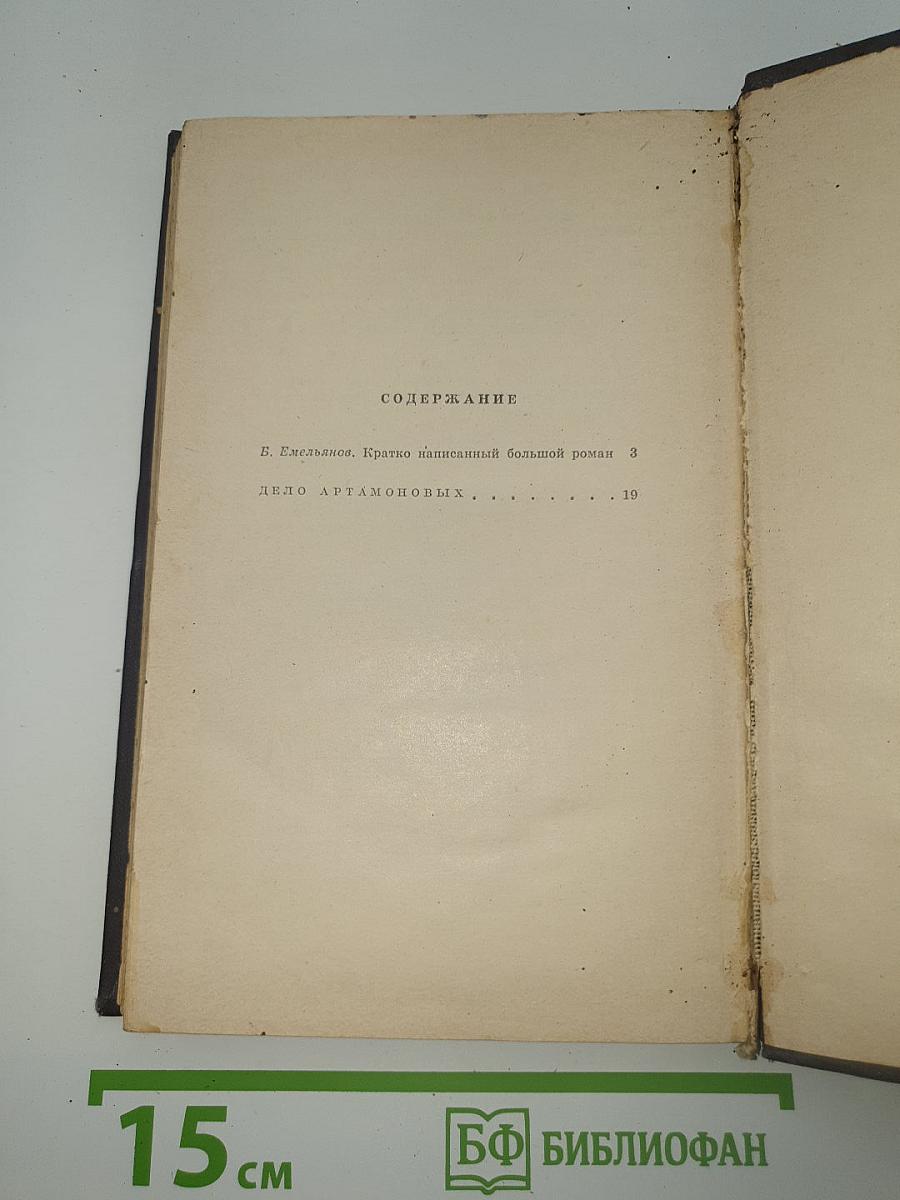 СОДЕРЖАНИЕ
Б. Емельянов. Кратко написанный большой роман 3
ДЕЛО АРТАМОНОВЫХ . . . . . . . . 19
15 см
БФ БИБЛИОФАН